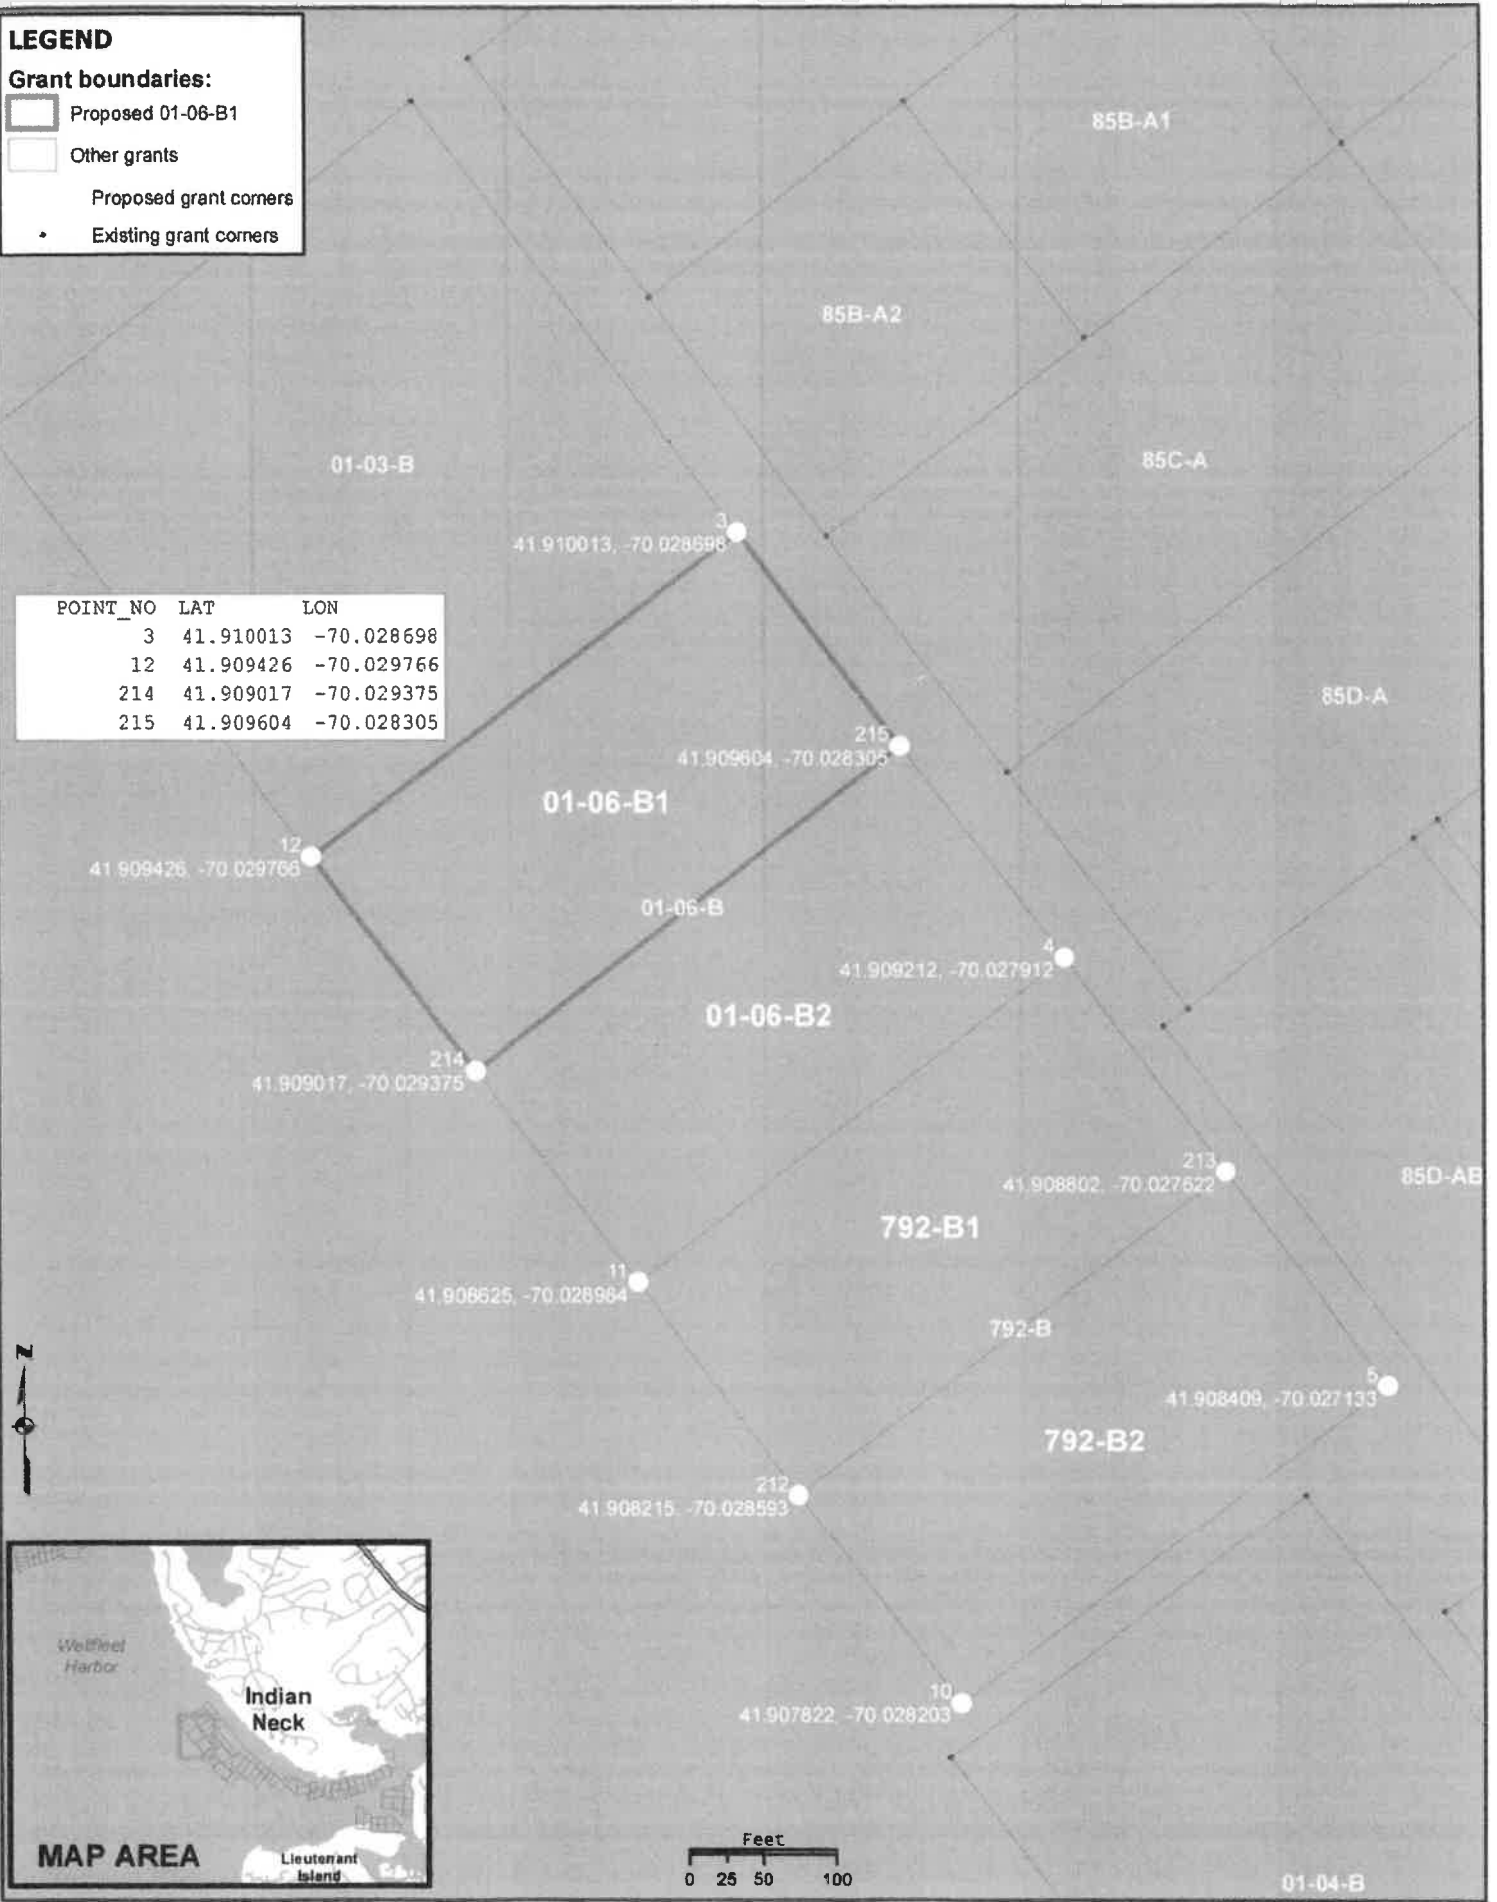 LEGEND
Grant boundaries:
Proposed 01-06-B1
Other grants
Proposed grant corners
Existing grant corners
85B-A1
85B-A2
01-03-B
85C-A
3
41.910013, -70.028698
POINT_NO LAT LON
3 41.910013 -70.028698
12 41.909426 -70.029766
214 41.909017 -70.029375
215 41.909604 -70.028305
85D-A
215
41.909604, -70.028305
01-06-B1
12
41.909426, -70.029766
01-06-B
4
41.909212, -70.027912
01-06-B2
214
41.909017, -70.029375
213
41.908802, -70.027522
85D-AB
792-B1
11
41.908625, -70.028984
792-B
5
41.908409, -70.027133
792-B2
212
41.908215, -70.028593
N
10
41.907822, -70.028203
Wellfleet
Harbor
Indian
Neck
MAP AREA
Lieutenant
Island
Feet
0 25 50 100
01-04-B